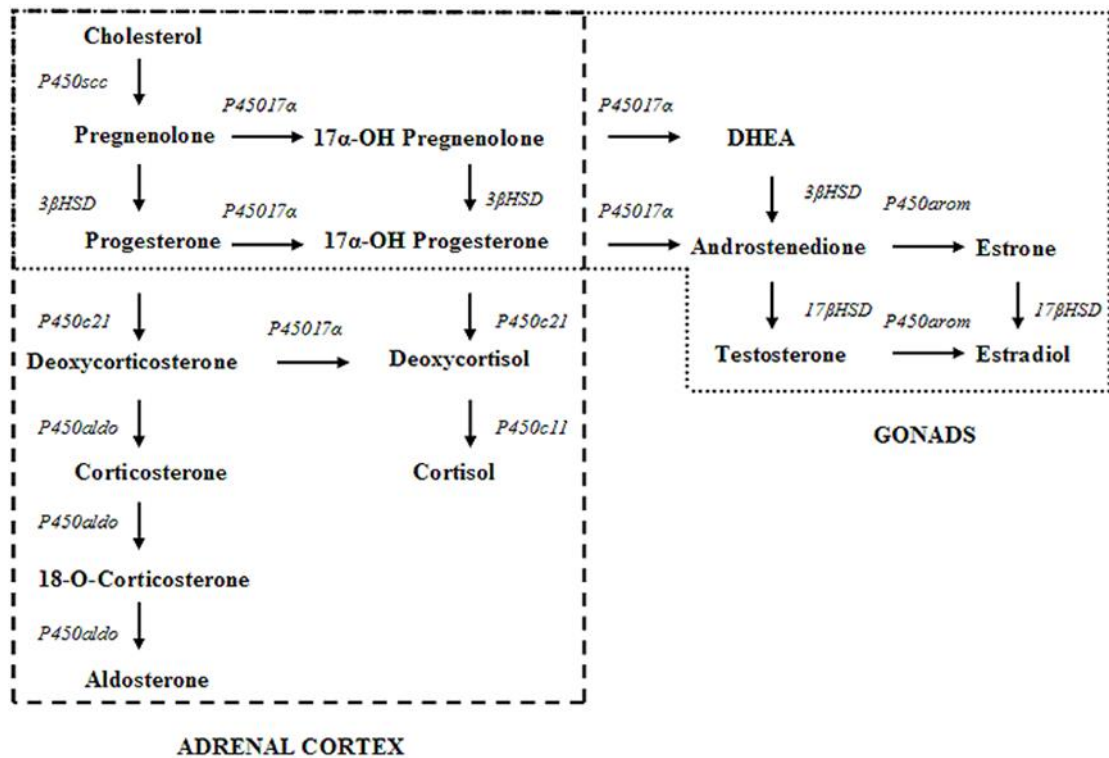 Cholesterol
P450scc
P45017α
P45017α
Pregnenolone
17α-OH Pregnenolone
DHEA
3βHSD
P45017α
3βHSD
P45017α
3βHSD
P450arom
Progesterone
17α-OH Progesterone
Androstenedione
Estrone
P450c21
P45017α
P450c21
17βHSD
P450arom
17βHSD
Deoxycorticosterone
Deoxycortisol
Testosterone
Estradiol
P450aldo
P450c11
GONADS
Corticosterone
Cortisol
P450aldo
18-O-Corticosterone
P450aldo
Aldosterone
ADRENAL CORTEX